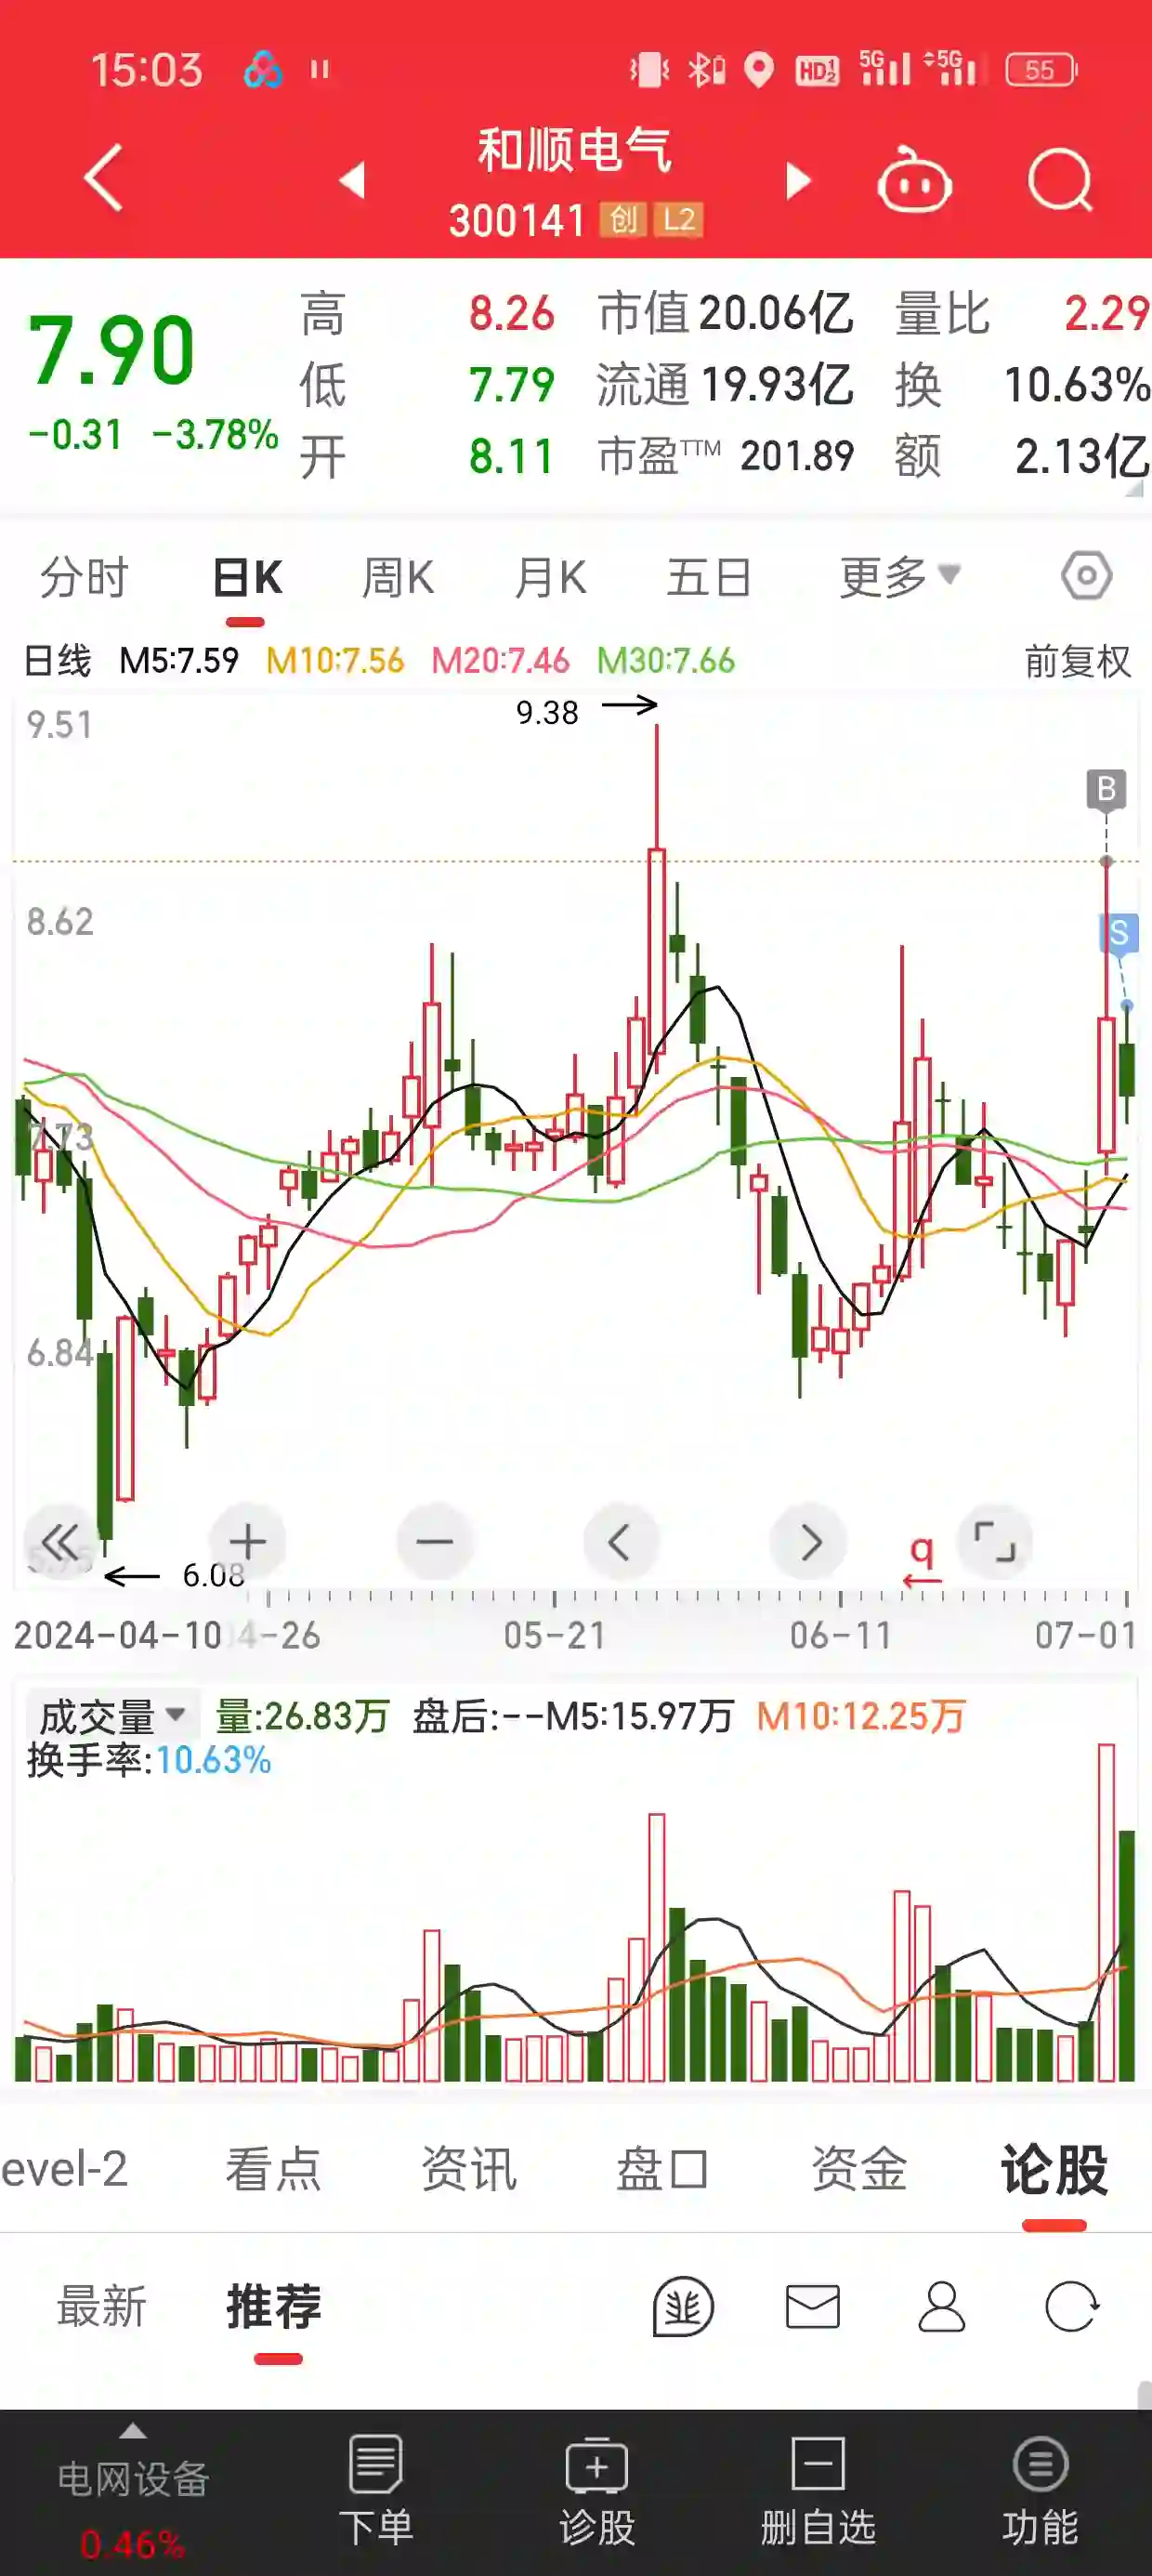 15:03 HD 1 2 5G 5G 55
和顺电气
300141 创 L2
7.90 高 8.26 市值 20.06亿 量比 2.29
-0.31 -3.78% 低 7.79 流通 19.93亿 换 10.63%
开 8.11 市盈TTM 201.89 额 2.13亿
分时 日K 周K 月K 五日 更多
日线 M5:7.59 M10:7.56 M20:7.46 M30:7.66 前复权
9.51 9.38
B
8.62 S
7.73
6.84
q
6.08
2024-04-10 4-26 05-21 06-11 07-01
成交量 量:26.83万 盘后:--M5:15.97万 M10:12.25万
换手率:10.63%
evel-2 看点 资讯 盘口 资金 论股
最新 推荐
电网设备 下单 诊股 删自选 功能
0.46%